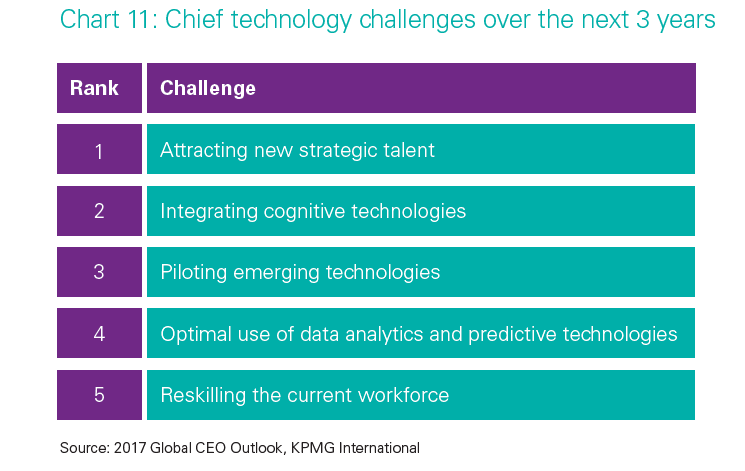 Chart 11: Chief technology challenges over the next 3 years
Rank Challenge
1 Attracting new strategic talent
2 Integrating cognitive technologies
3 Piloting emerging technologies
4 Optimal use of data analytics and predictive technologies
5 Reskilling the current workforce
Source: 2017 Global CEO Outlook, KPMG International